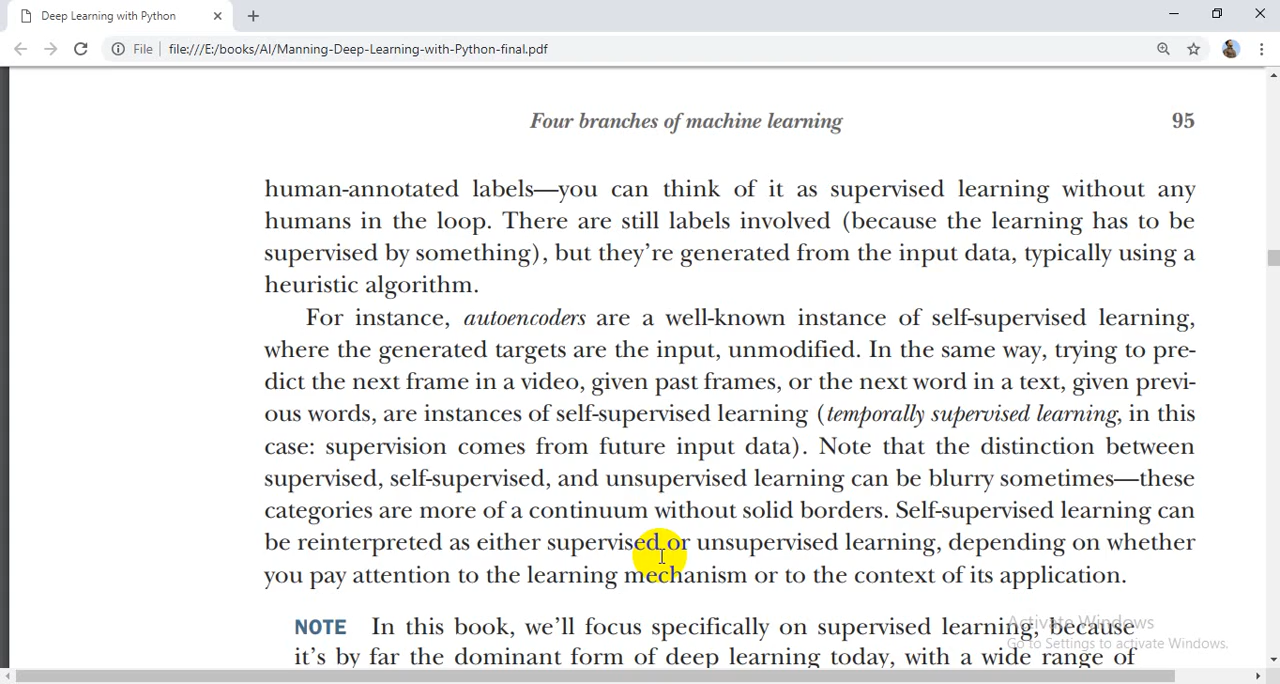 Deep Learning with Python
File
file:///E:/books/AI/Manning-Deep-Learning-with-Python-final.pdf
Four branches of machine learning 95
human-annotated labels—you can think of it as supervised learning without any
humans in the loop. There are still labels involved (because the learning has to be
supervised by something), but they’re generated from the input data, typically using a
heuristic algorithm.
For instance, autoencoders are a well-known instance of self-supervised learning,
where the generated targets are the input, unmodified. In the same way, trying to pre-
dict the next frame in a video, given past frames, or the next word in a text, given previ-
ous words, are instances of self-supervised learning (temporally supervised learning, in this
case: supervision comes from future input data). Note that the distinction between
supervised, self-supervised, and unsupervised learning can be blurry sometimes—these
categories are more of a continuum without solid borders. Self-supervised learning can
be reinterpreted as either supervised or unsupervised learning, depending on whether
you pay attention to the learning mechanism or to the context of its application.
NOTE In this book, we’ll focus specifically on supervised learning, because
it’s by far the dominant form of deep learning today, with a wide range of
Activate Windows
Go to Settings to activate Windows.